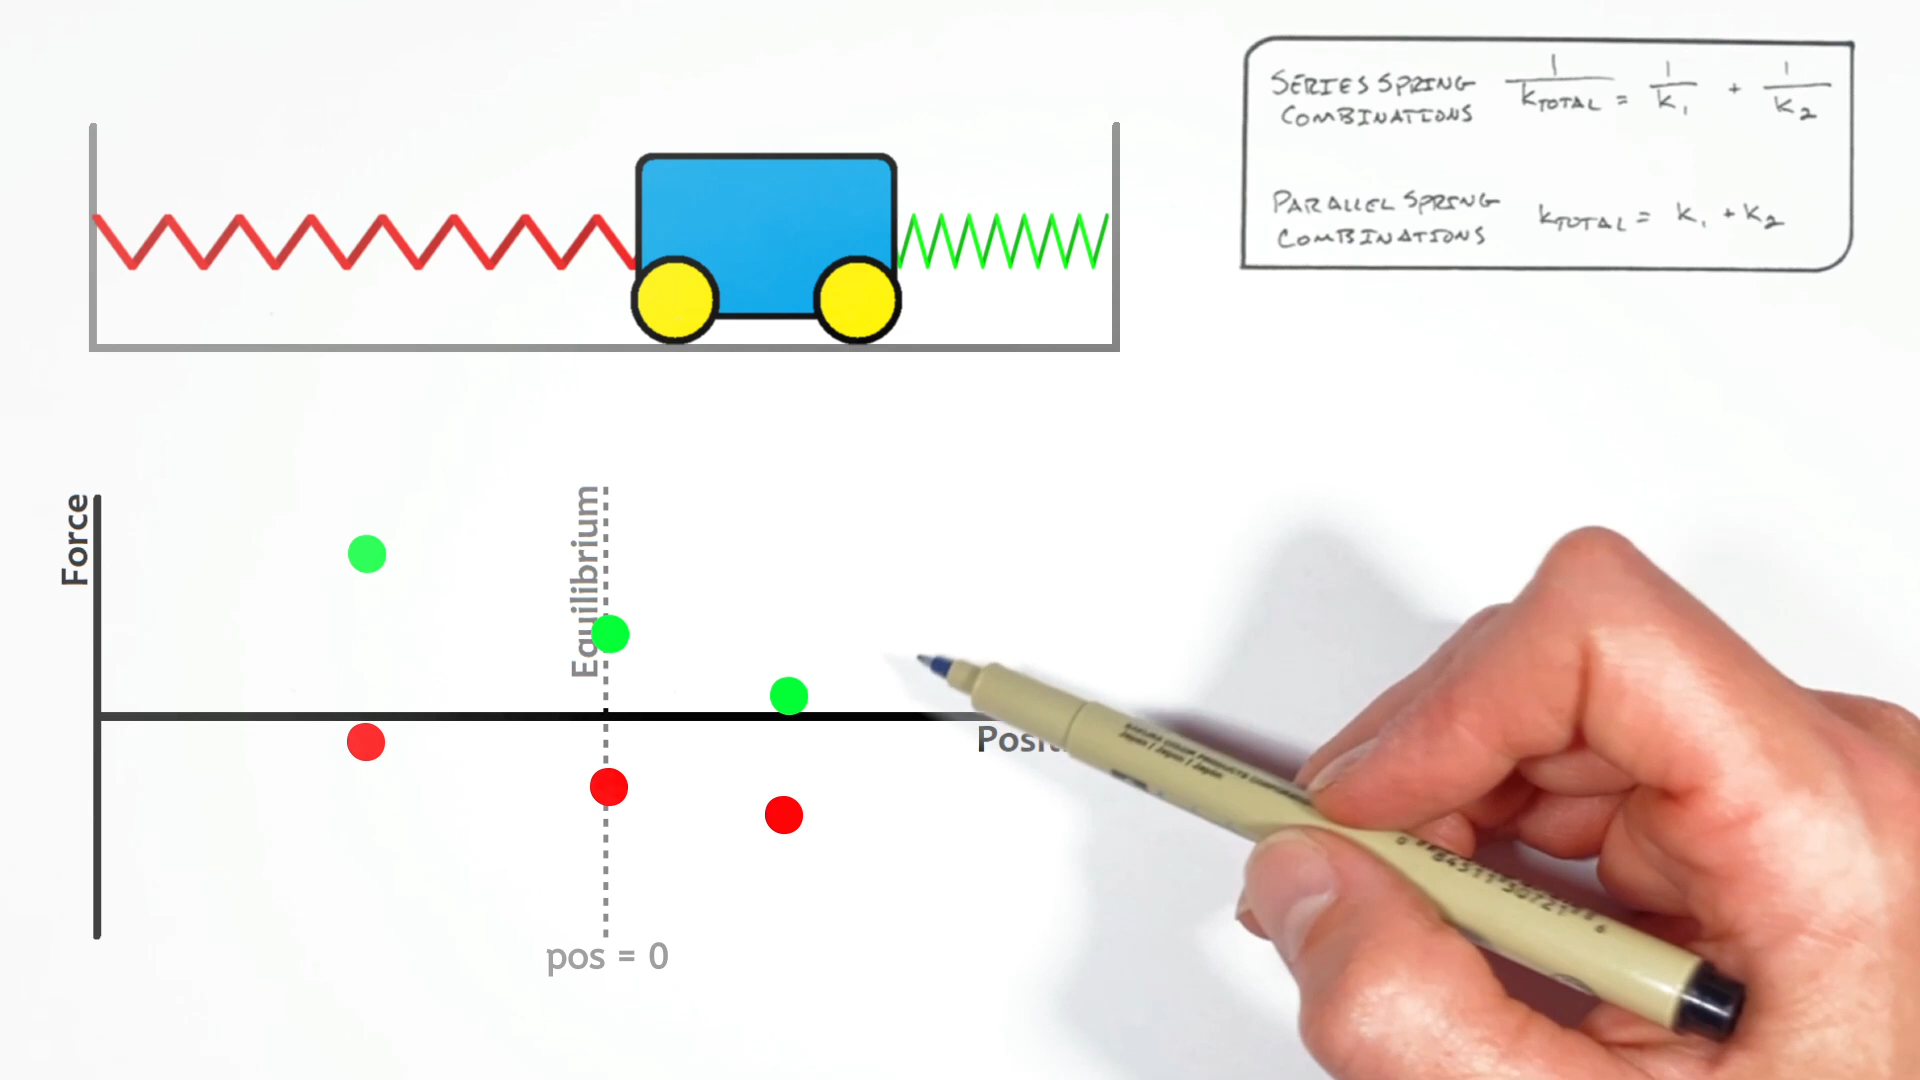 SERIES SPRING COMBINATIONS 1/kTOTAL = 1/k1 + 1/k2
PARALLEL SPRING COMBINATIONS kTOTAL = k1 + k2
Force
Equilibrium
pos = 0